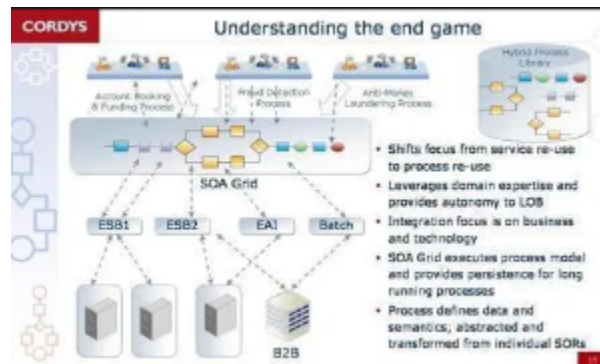 CORDYS
Understanding the end game
Hybrid Process
Library
Account Booking
& Funding Process
Fraud Detection
Process
Anti-Money
Laundering Process
SOA Grid
ESB1
ESB2
EAI
Batch
B2B
• Shifts focus from service re-use
to process re-use
• Leverages domain expertise and
provides autonomy to LOB
• Integration focus is on business
and technology
• SOA Grid executes process model
and provides persistence for long
running processes
• Process defines data and
semantics; abstracted and
transformed from individual SORs